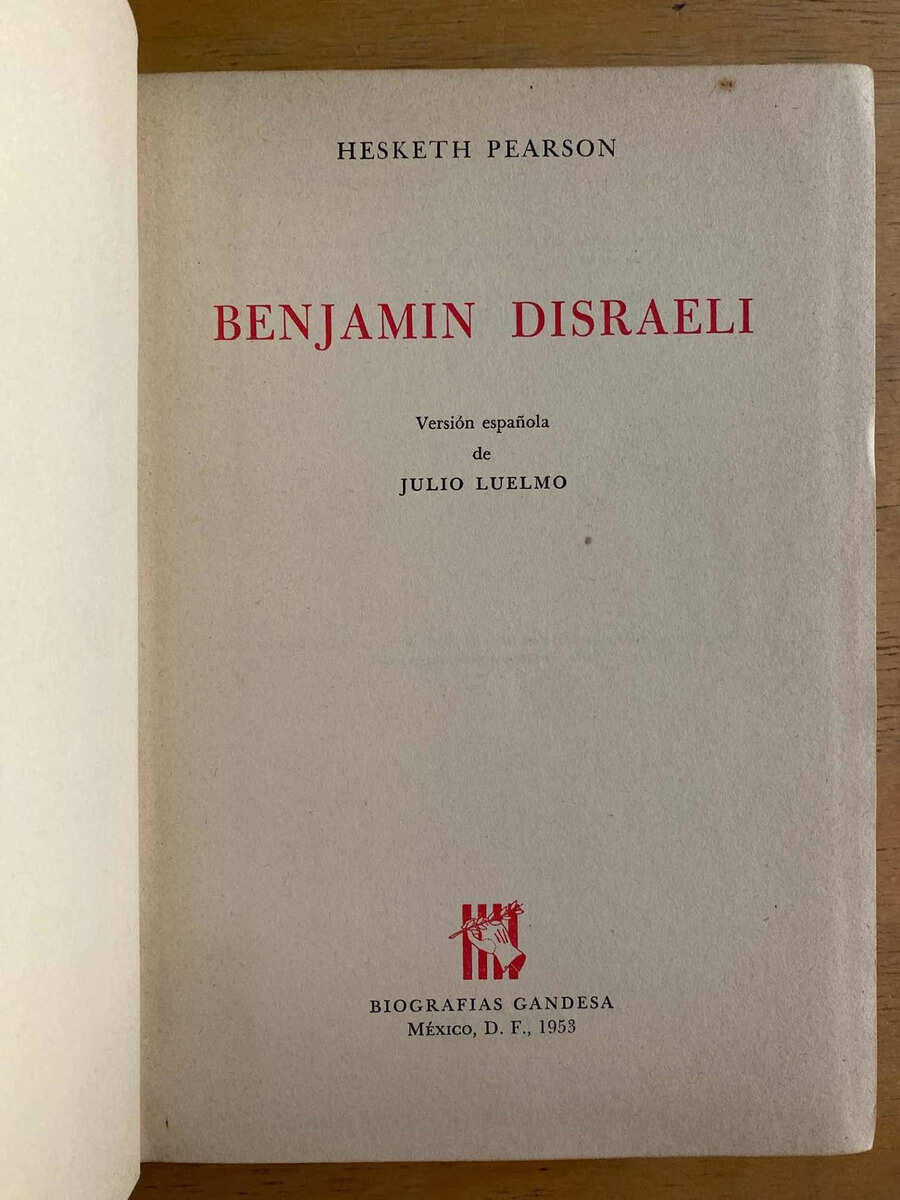 HESKETH PEARSON
BENJAMIN DISRAELI
Versión española
de
JULIO LUELMO
BIOGRAFIAS GANDESA
MÉXICO, D. F., 1953